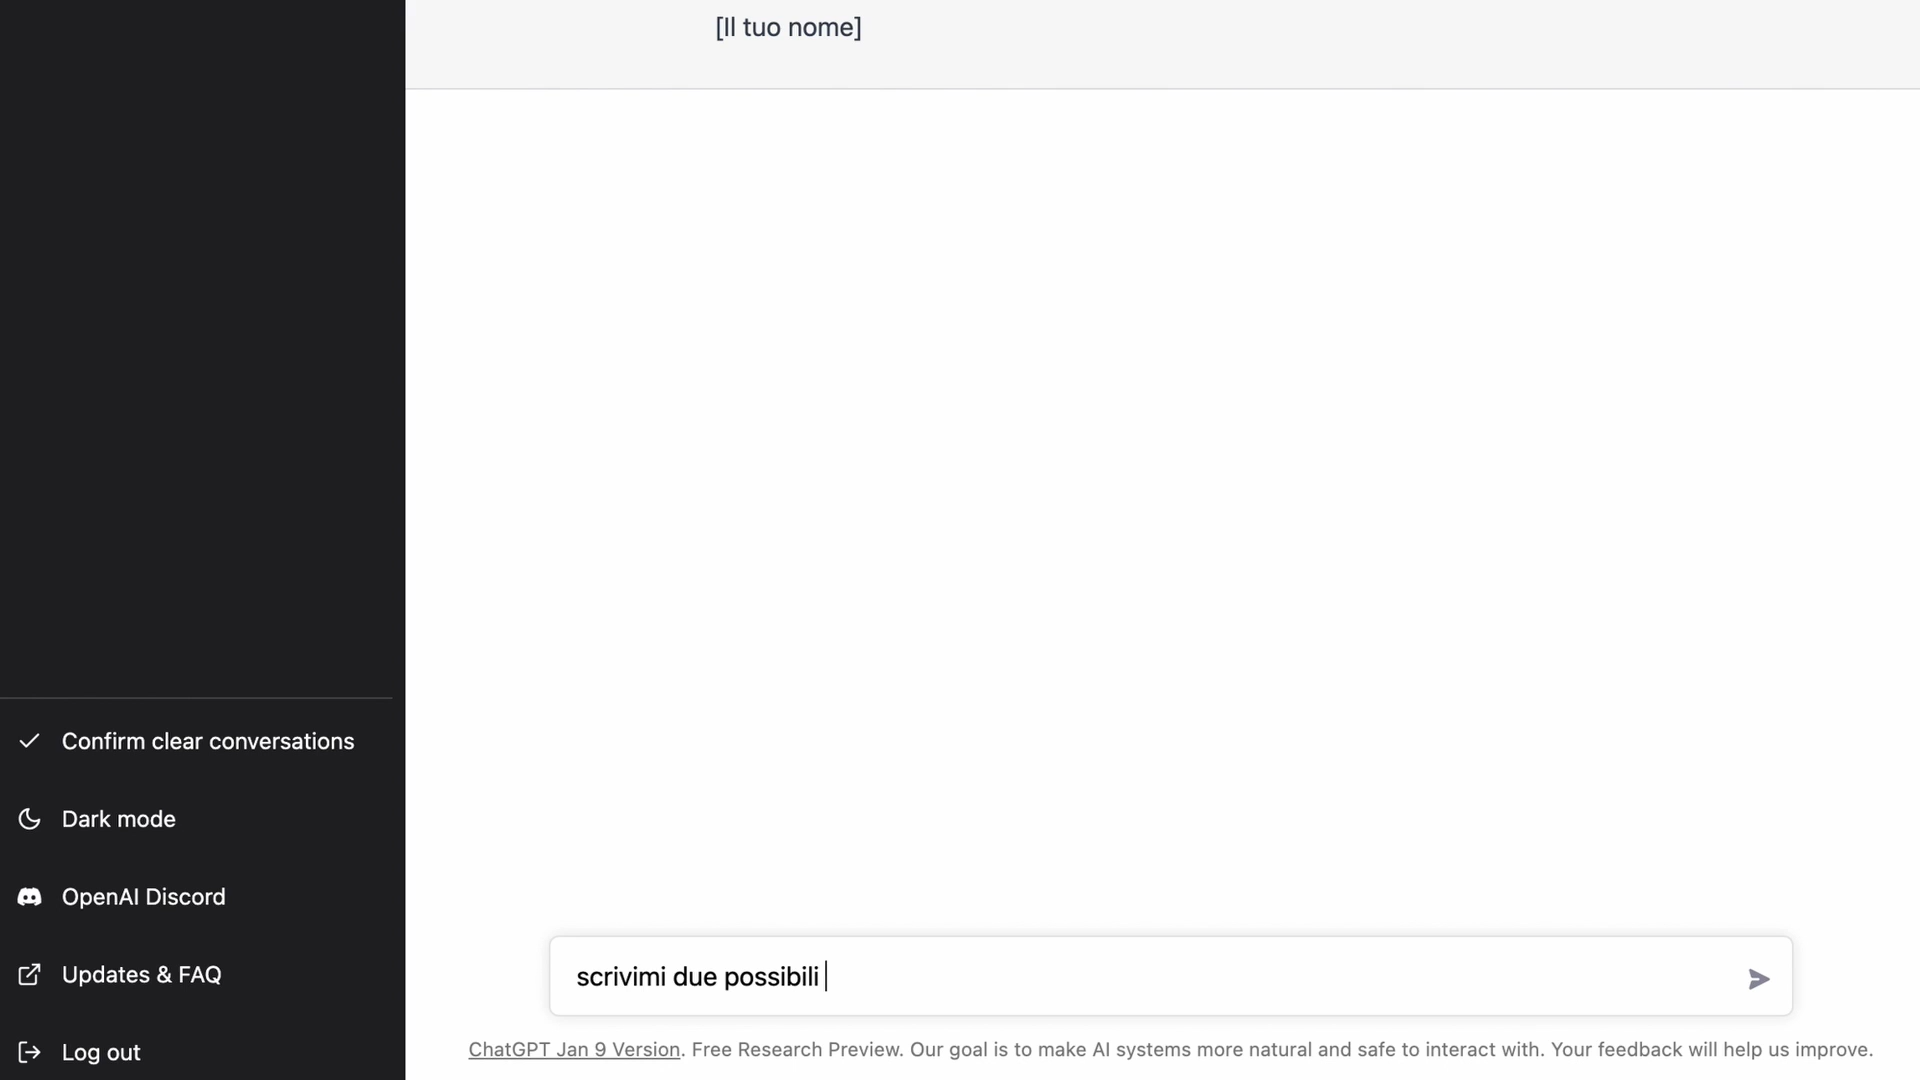 [Il tuo nome]
Confirm clear conversations
Dark mode
OpenAI Discord
Updates & FAQ
Log out
scrivimi due possibili
ChatGPT Jan 9 Version. Free Research Preview. Our goal is to make AI systems more natural and safe to interact with. Your feedback will help us improve.